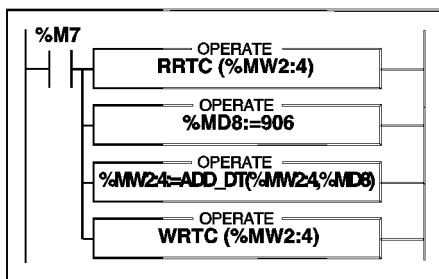 %M7
OPERATE
RRTC (%MW2:4)
OPERATE
%MD8:=906
OPERATE
%MW2:4:=ADD_DT(%MW2:4,%MD8)
OPERATE
WRTC (%MW2:4)